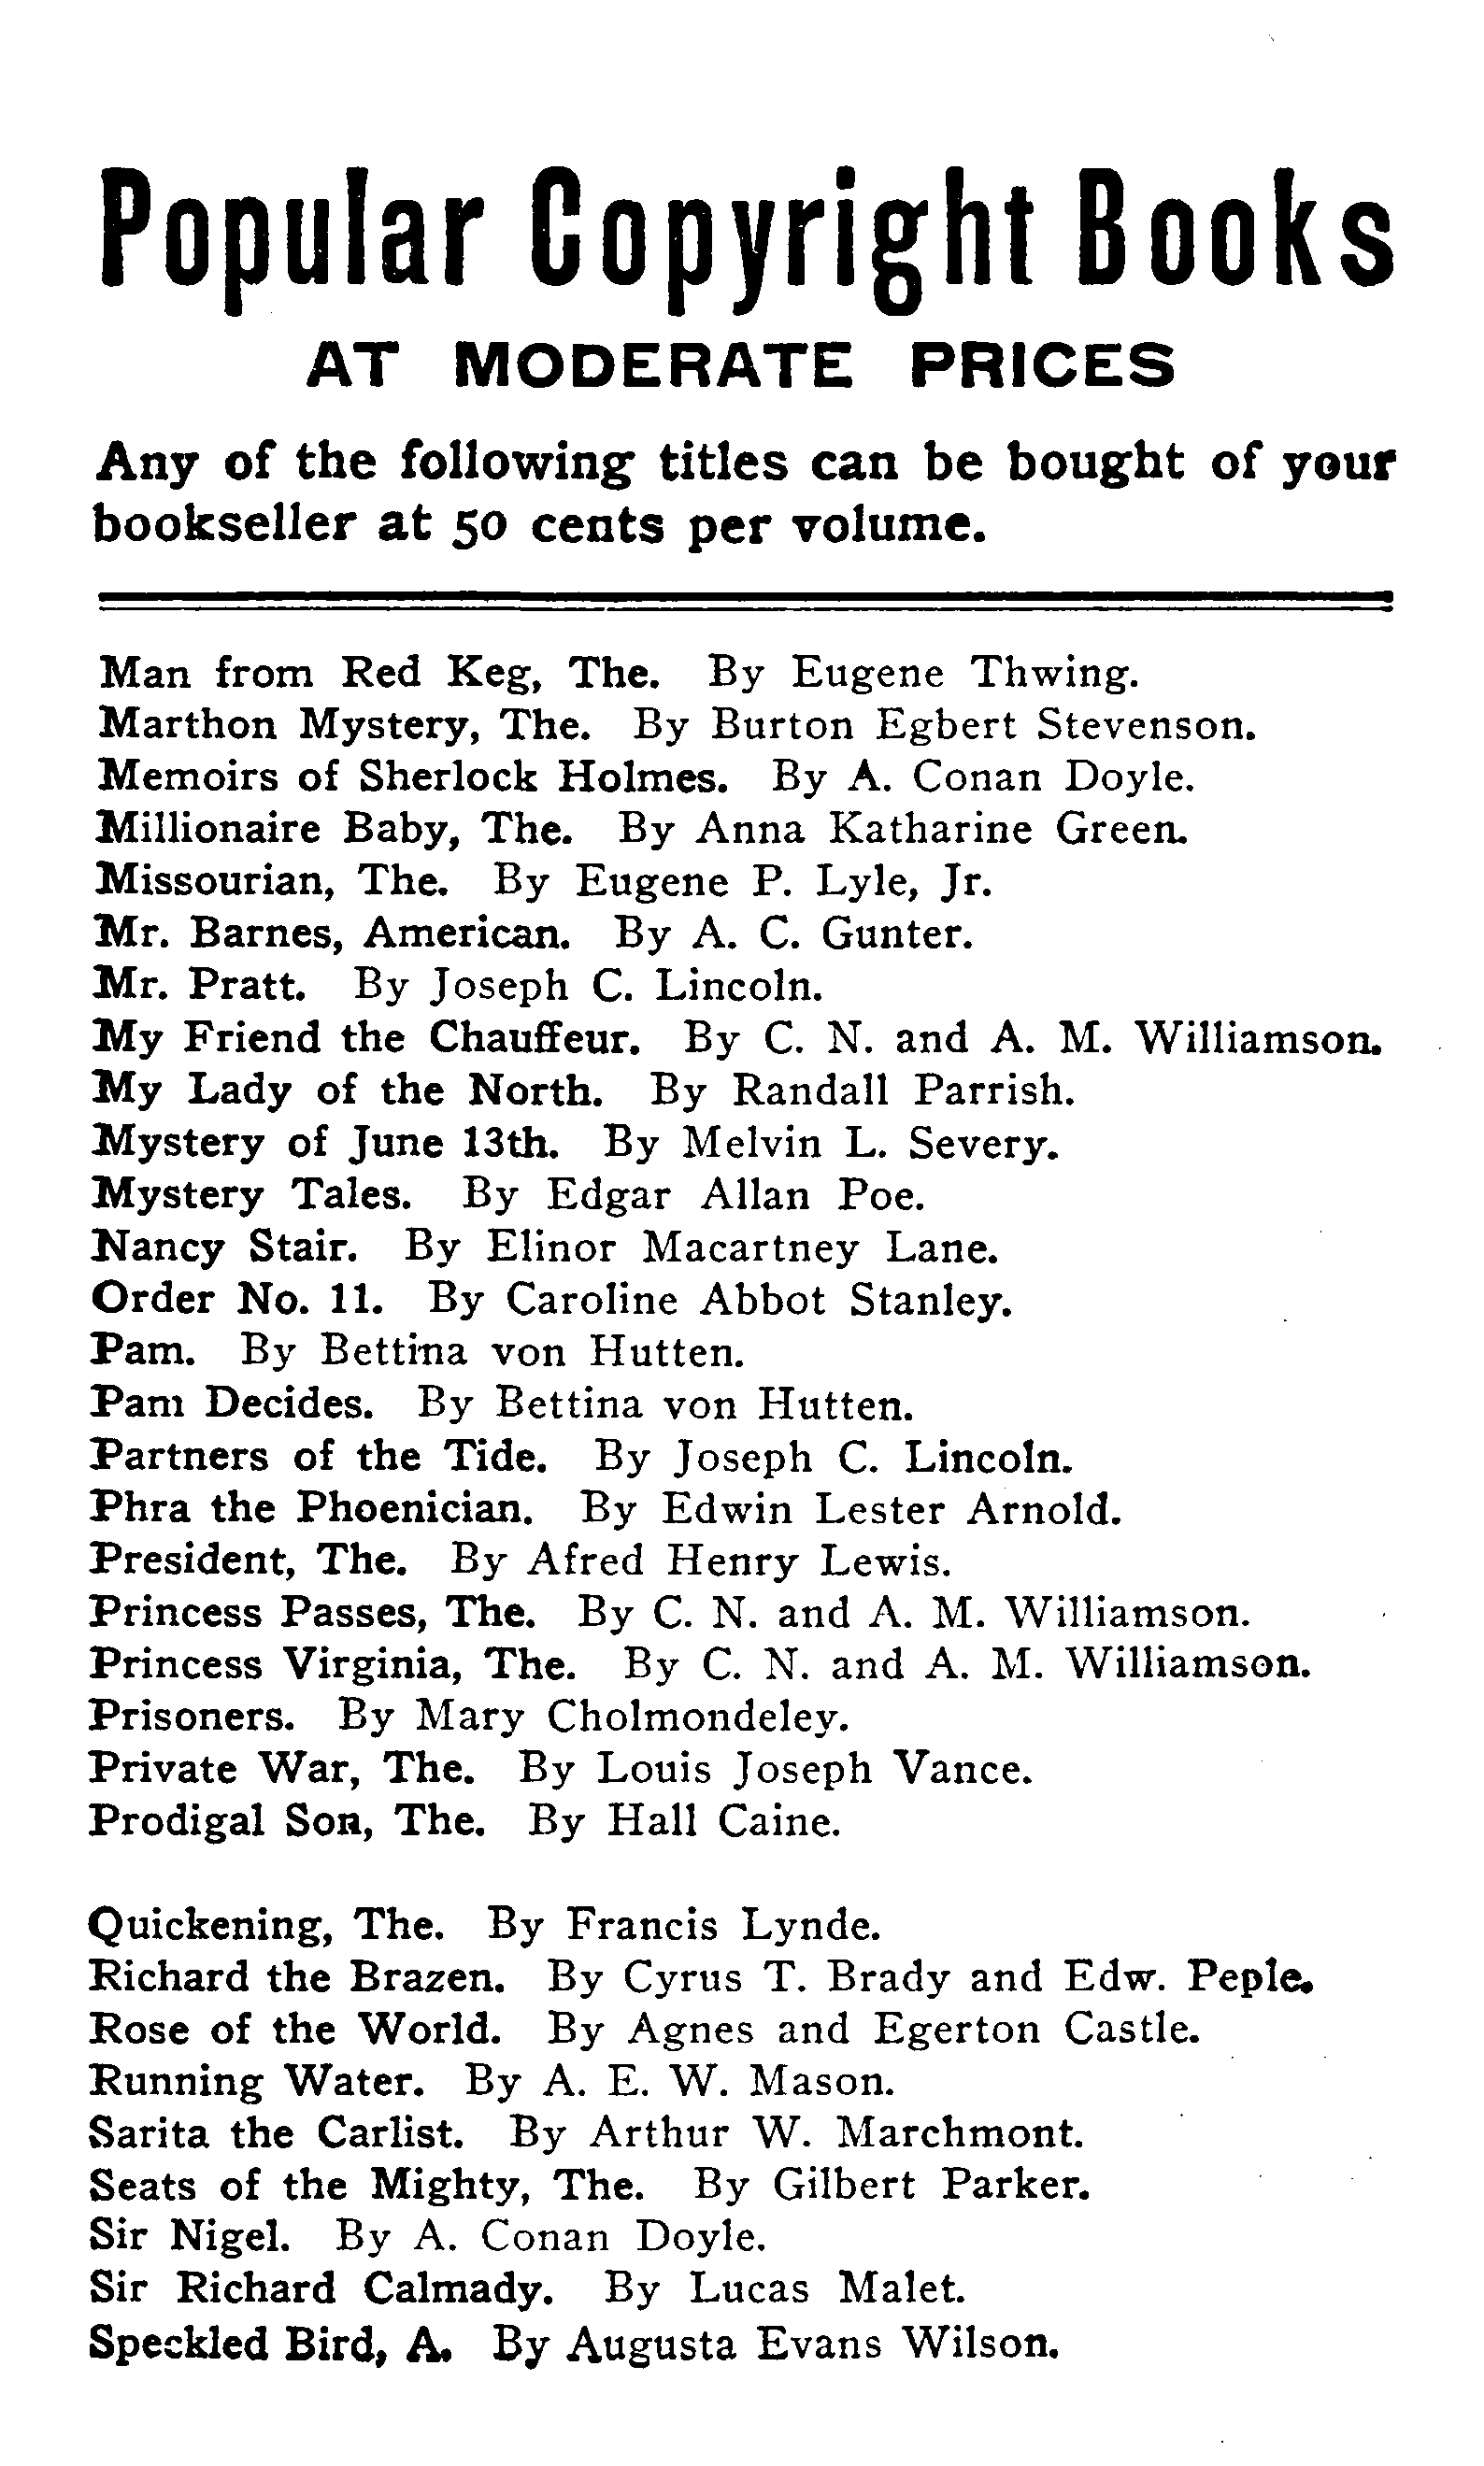 Popular Copyright Books
AT MODERATE PRICES
Any of the following titles can be bought of your
bookseller at 50 cents per volume.
Man from Red Keg, The. By Eugene Thwing.
Marthon Mystery, The. By Burton Egbert Stevenson.
Memoirs of Sherlock Holmes. By A. Conan Doyle.
Millionaire Baby, The. By Anna Katharine Green.
Missourian, The. By Eugene P. Lyle, Jr.
Mr. Barnes, American. By A. C. Gunter.
Mr. Pratt. By Joseph C. Lincoln.
My Friend the Chauffeur. By C. N. and A. M. Williamson.
My Lady of the North. By Randall Parrish.
Mystery of June 13th. By Melvin L. Severy.
Mystery Tales. By Edgar Allan Poe.
Nancy Stair. By Elinor Macartney Lane.
Order No. 11. By Caroline Abbot Stanley.
Pam. By Bettina von Hutten.
Pam Decides. By Bettina von Hutten.
Partners of the Tide. By Joseph C. Lincoln.
Phra the Phoenician. By Edwin Lester Arnold.
President, The. By Afred Henry Lewis.
Princess Passes, The. By C. N. and A. M. Williamson.
Princess Virginia, The. By C. N. and A. M. Williamson.
Prisoners. By Mary Cholmondeley.
Private War, The. By Louis Joseph Vance.
Prodigal Son, The. By Hall Caine.
Quickening, The. By Francis Lynde.
Richard the Brazen. By Cyrus T. Brady and Edw. Peple.
Rose of the World. By Agnes and Egerton Castle.
Running Water. By A. E. W. Mason.
Sarita the Carlist. By Arthur W. Marchmont.
Seats of the Mighty, The. By Gilbert Parker.
Sir Nigel. By A. Conan Doyle.
Sir Richard Calmady. By Lucas Malet.
Speckled Bird, A. By Augusta Evans Wilson.